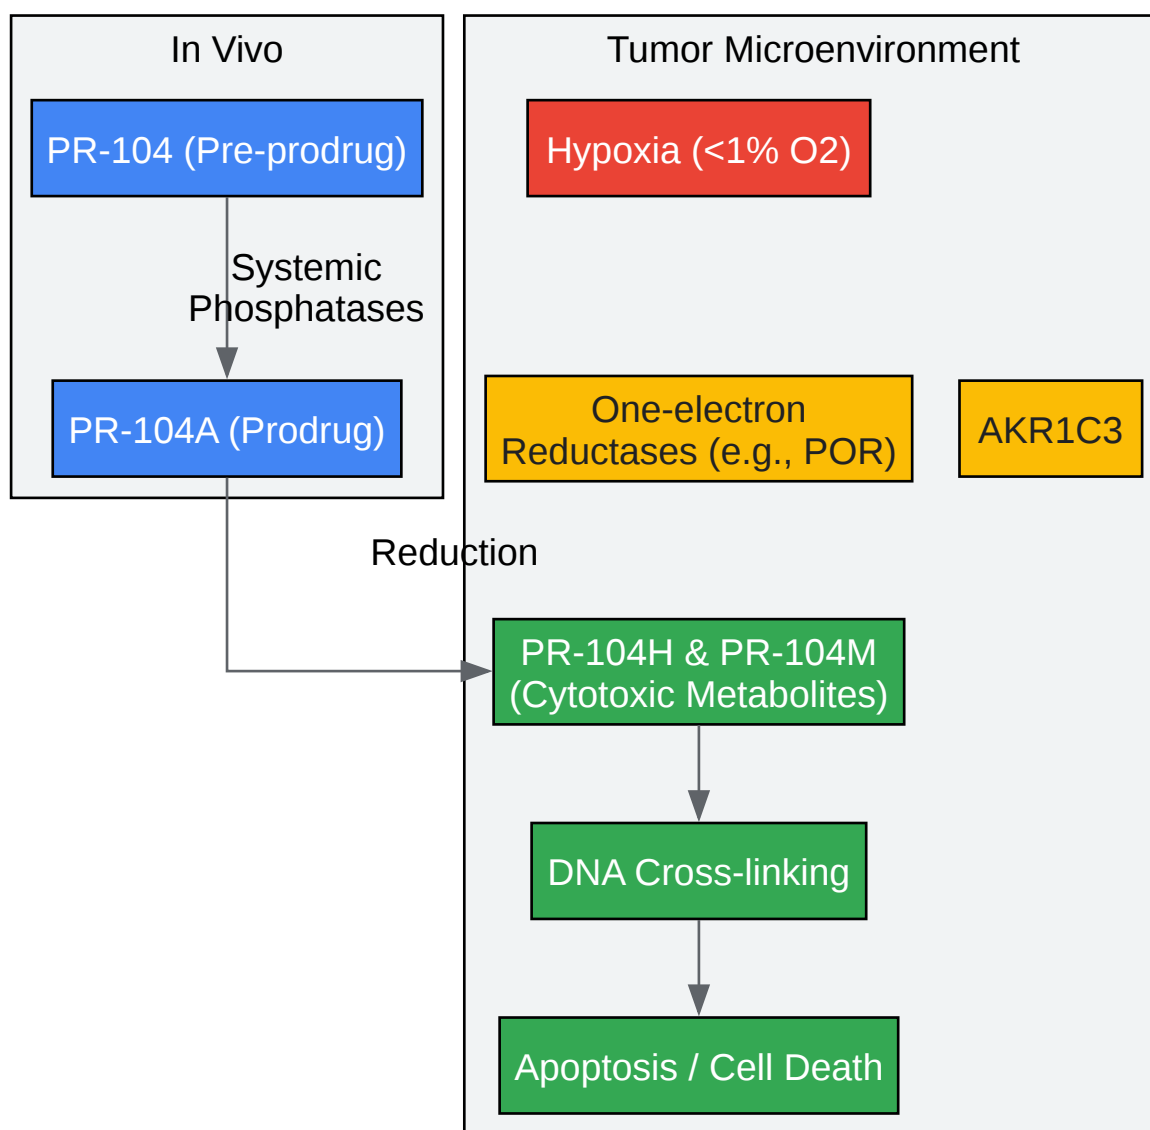 In Vivo
PR-104 (Pre-prodrug)
Systemic
Phosphatases
PR-104A (Prodrug)
Tumor Microenvironment
Hypoxia (<1% O2)
One-electron
Reductases (e.g., POR)
AKR1C3
Reduction
PR-104H & PR-104M
(Cytotoxic Metabolites)
DNA Cross-linking
Apoptosis / Cell Death